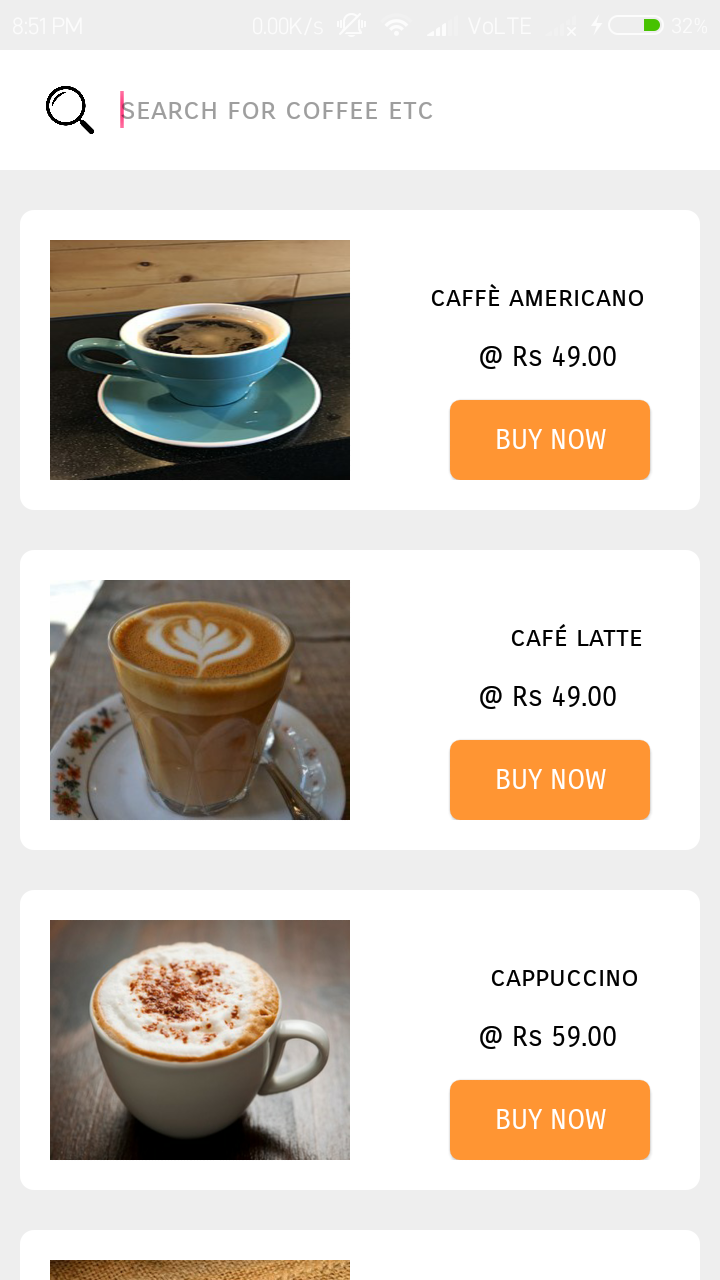 8:51 PM 0.00K/s VoLTE 32%
SEARCH FOR COFFEE ETC
CAFFÈ AMERICANO
@ Rs 49.00
BUY NOW
CAFÉ LATTE
@ Rs 49.00
BUY NOW
CAPPUCCINO
@ Rs 59.00
BUY NOW